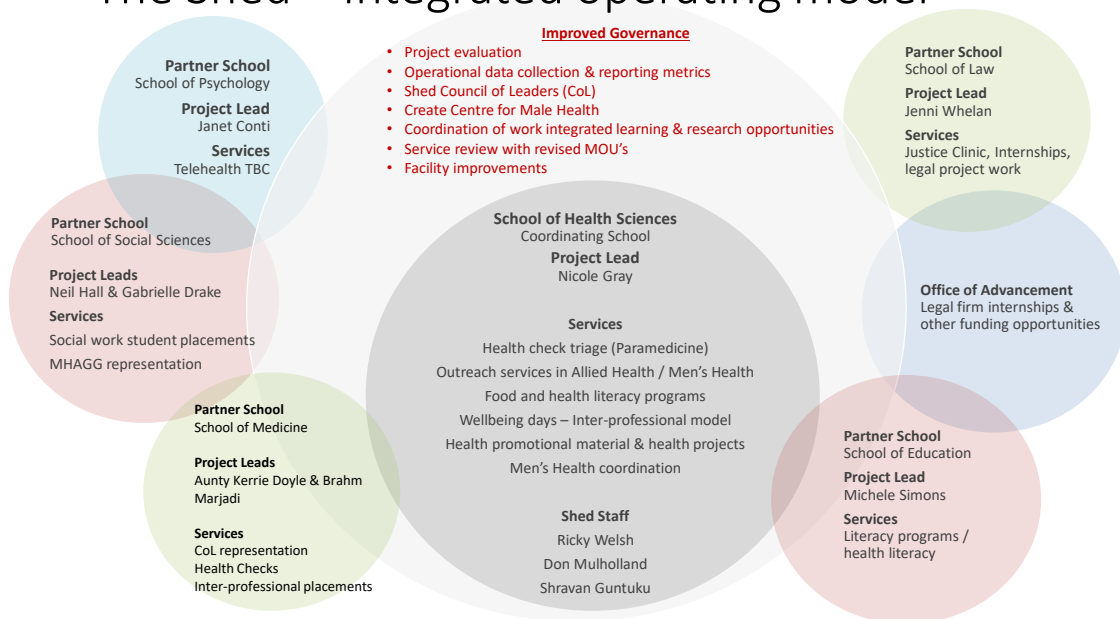 The Shed – Integrated operating model
Improved Governance
• Project evaluation
• Operational data collection & reporting metrics
• Shed Council of Leaders (CoL)
• Create Centre for Male Health
• Coordination of work integrated learning & research opportunities
• Service review with revised MOU's
• Facility improvements
Partner School
School of Psychology
Project Lead
Janet Conti
Services
Telehealth TBC
Partner School
School of Social Sciences
Project Leads
Neil Hall & Gabrielle Drake
Services
Social work student placements
MHAGG representation
Partner School
School of Medicine
Project Leads
Aunty Kerrie Doyle & Brahm
Marjadi
Services
CoL representation
Health Checks
Inter-professional placements
School of Health Sciences
Coordinating School
Project Lead
Nicole Gray
Services
Health check triage (Paramedicine)
Outreach services in Allied Health / Men's Health
Food and health literacy programs
Wellbeing days – Inter-professional model
Health promotional material & health projects
Men's Health coordination
Shed Staff
Ricky Welsh
Don Mulholland
Shravan Guntuku
Partner School
School of Law
Project Lead
Jenni Whelan
Services
Justice Clinic, Internships,
legal project work
Office of Advancement
Legal firm internships &
other funding opportunities
Partner School
School of Education
Project Lead
Michele Simons
Services
Literacy programs /
health literacy